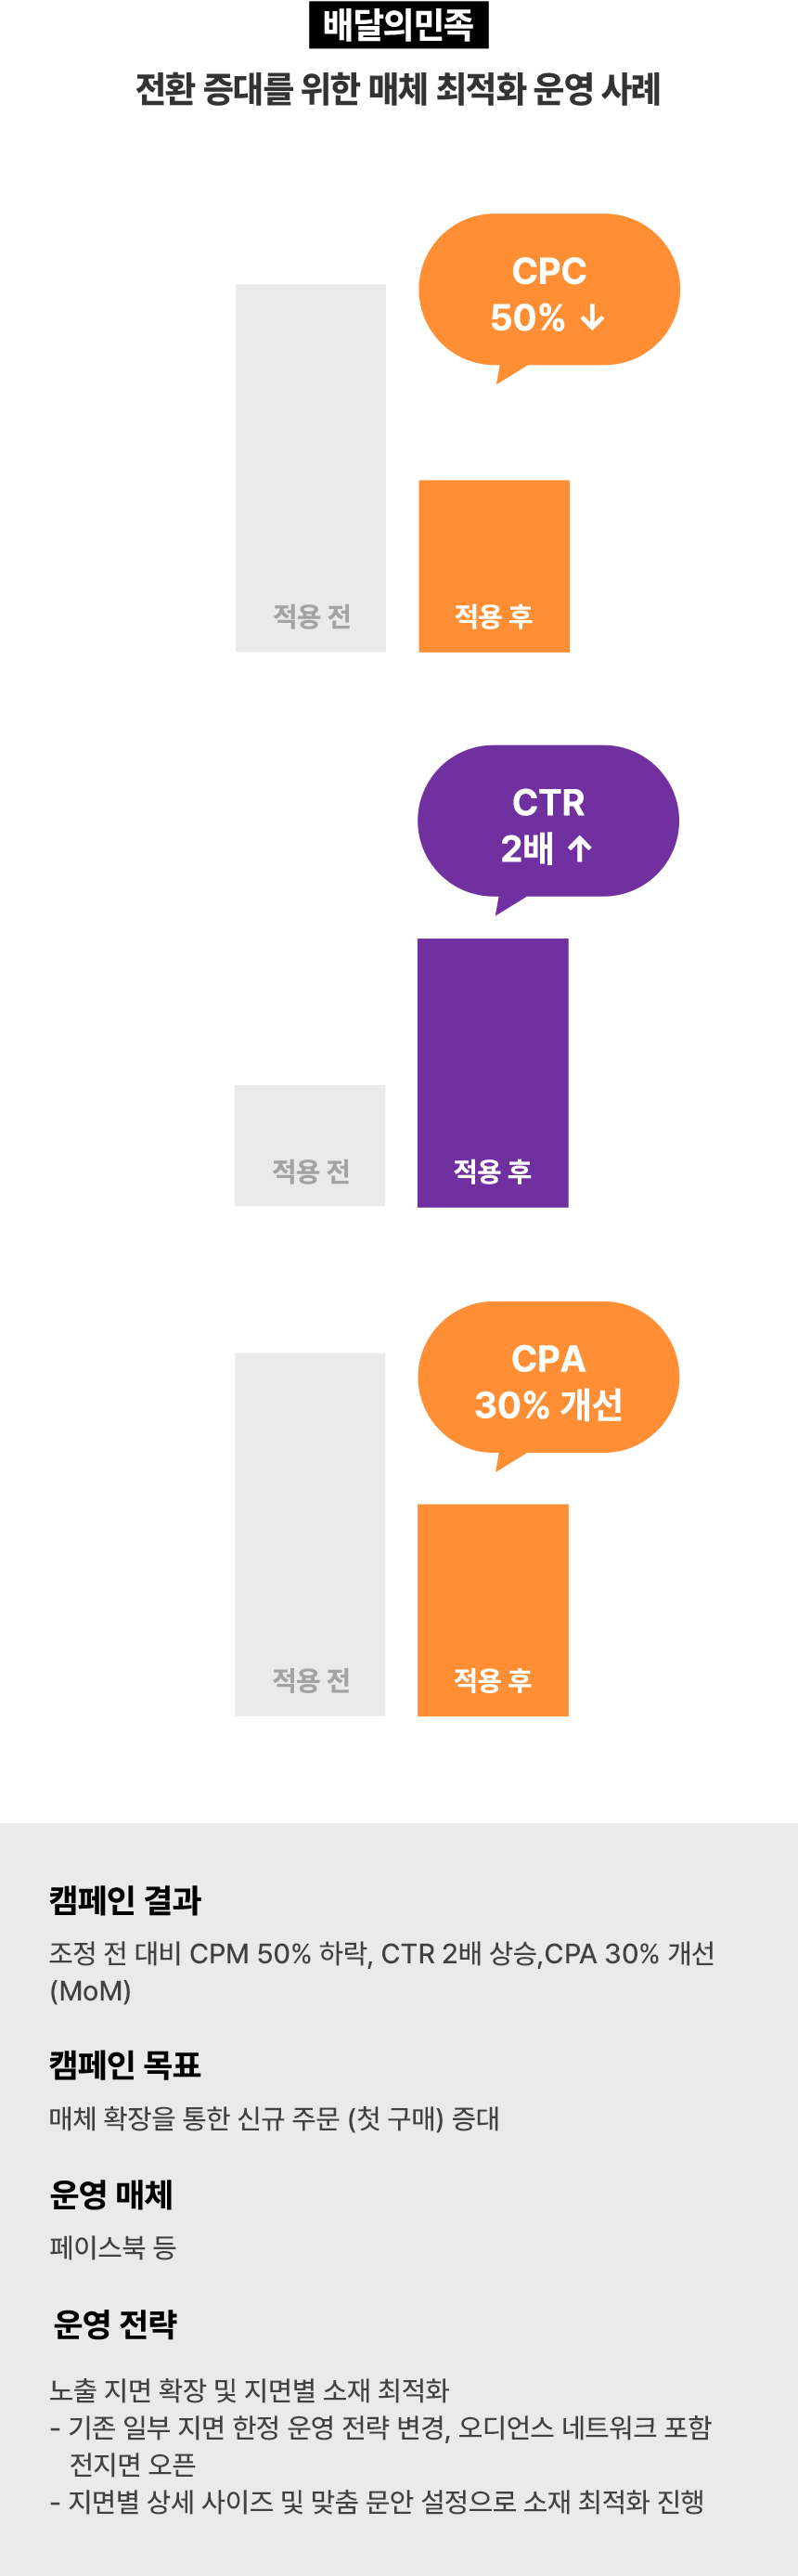 배달의민족
전환 증대를 위한 매체 최적화 운영 사례
CPC
50% ↓
적용 전
적용 후
CTR
2배 ↑
적용 전
적용 후
CPA
30% 개선
적용 전
적용 후
캠페인 결과
조정 전 대비 CPM 50% 하락, CTR 2배 상승,CPA 30% 개선
(MoM)
캠페인 목표
매체 확장을 통한 신규 주문 (첫 구매) 증대
운영 매체
페이스북 등
운영 전략
노출 지면 확장 및 지면별 소재 최적화
- 기존 일부 지면 한정 운영 전략 변경, 오디언스 네트워크 포함
전지면 오픈
- 지면별 상세 사이즈 및 맞춤 문안 설정으로 소재 최적화 진행